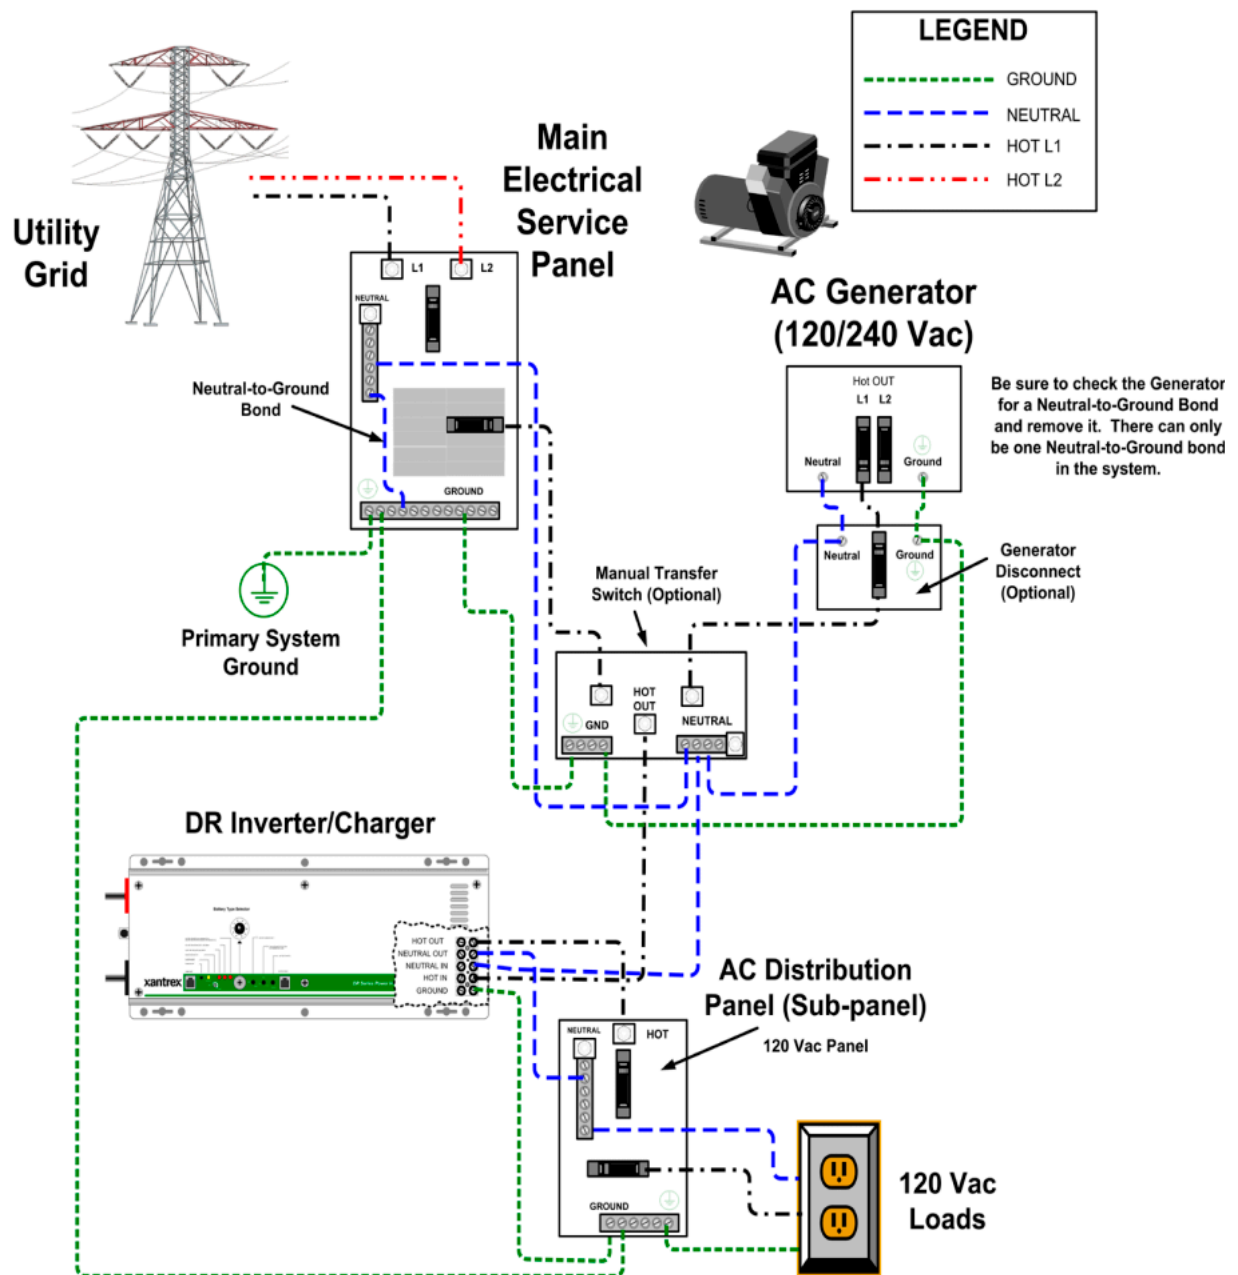 LEGEND
GROUND
NEUTRAL
HOT L1
HOT L2
Utility
Grid
Main
Electrical
Service
Panel
L1
L2
NEUTRAL
Neutral-to-Ground
Bond
GROUND
Primary System
Ground
AC Generator
(120/240 Vac)
Hot OUT
L1 L2
Neutral
Ground
Be sure to check the Generator
for a Neutral-to-Ground Bond
and remove it. There can only
be one Neutral-to-Ground bond
in the system.
Neutral
Ground
Generator
Disconnect
(Optional)
Manual Transfer
Switch (Optional)
HOT
OUT
GND
NEUTRAL
DR Inverter/Charger
Battery Type Selector
HOT OUT
NEUTRAL OUT
NEUTRAL IN
HOT IN
GROUND
xantrex
AC Distribution
Panel (Sub-panel)
120 Vac Panel
NEUTRAL
HOT
GROUND
120 Vac
Loads